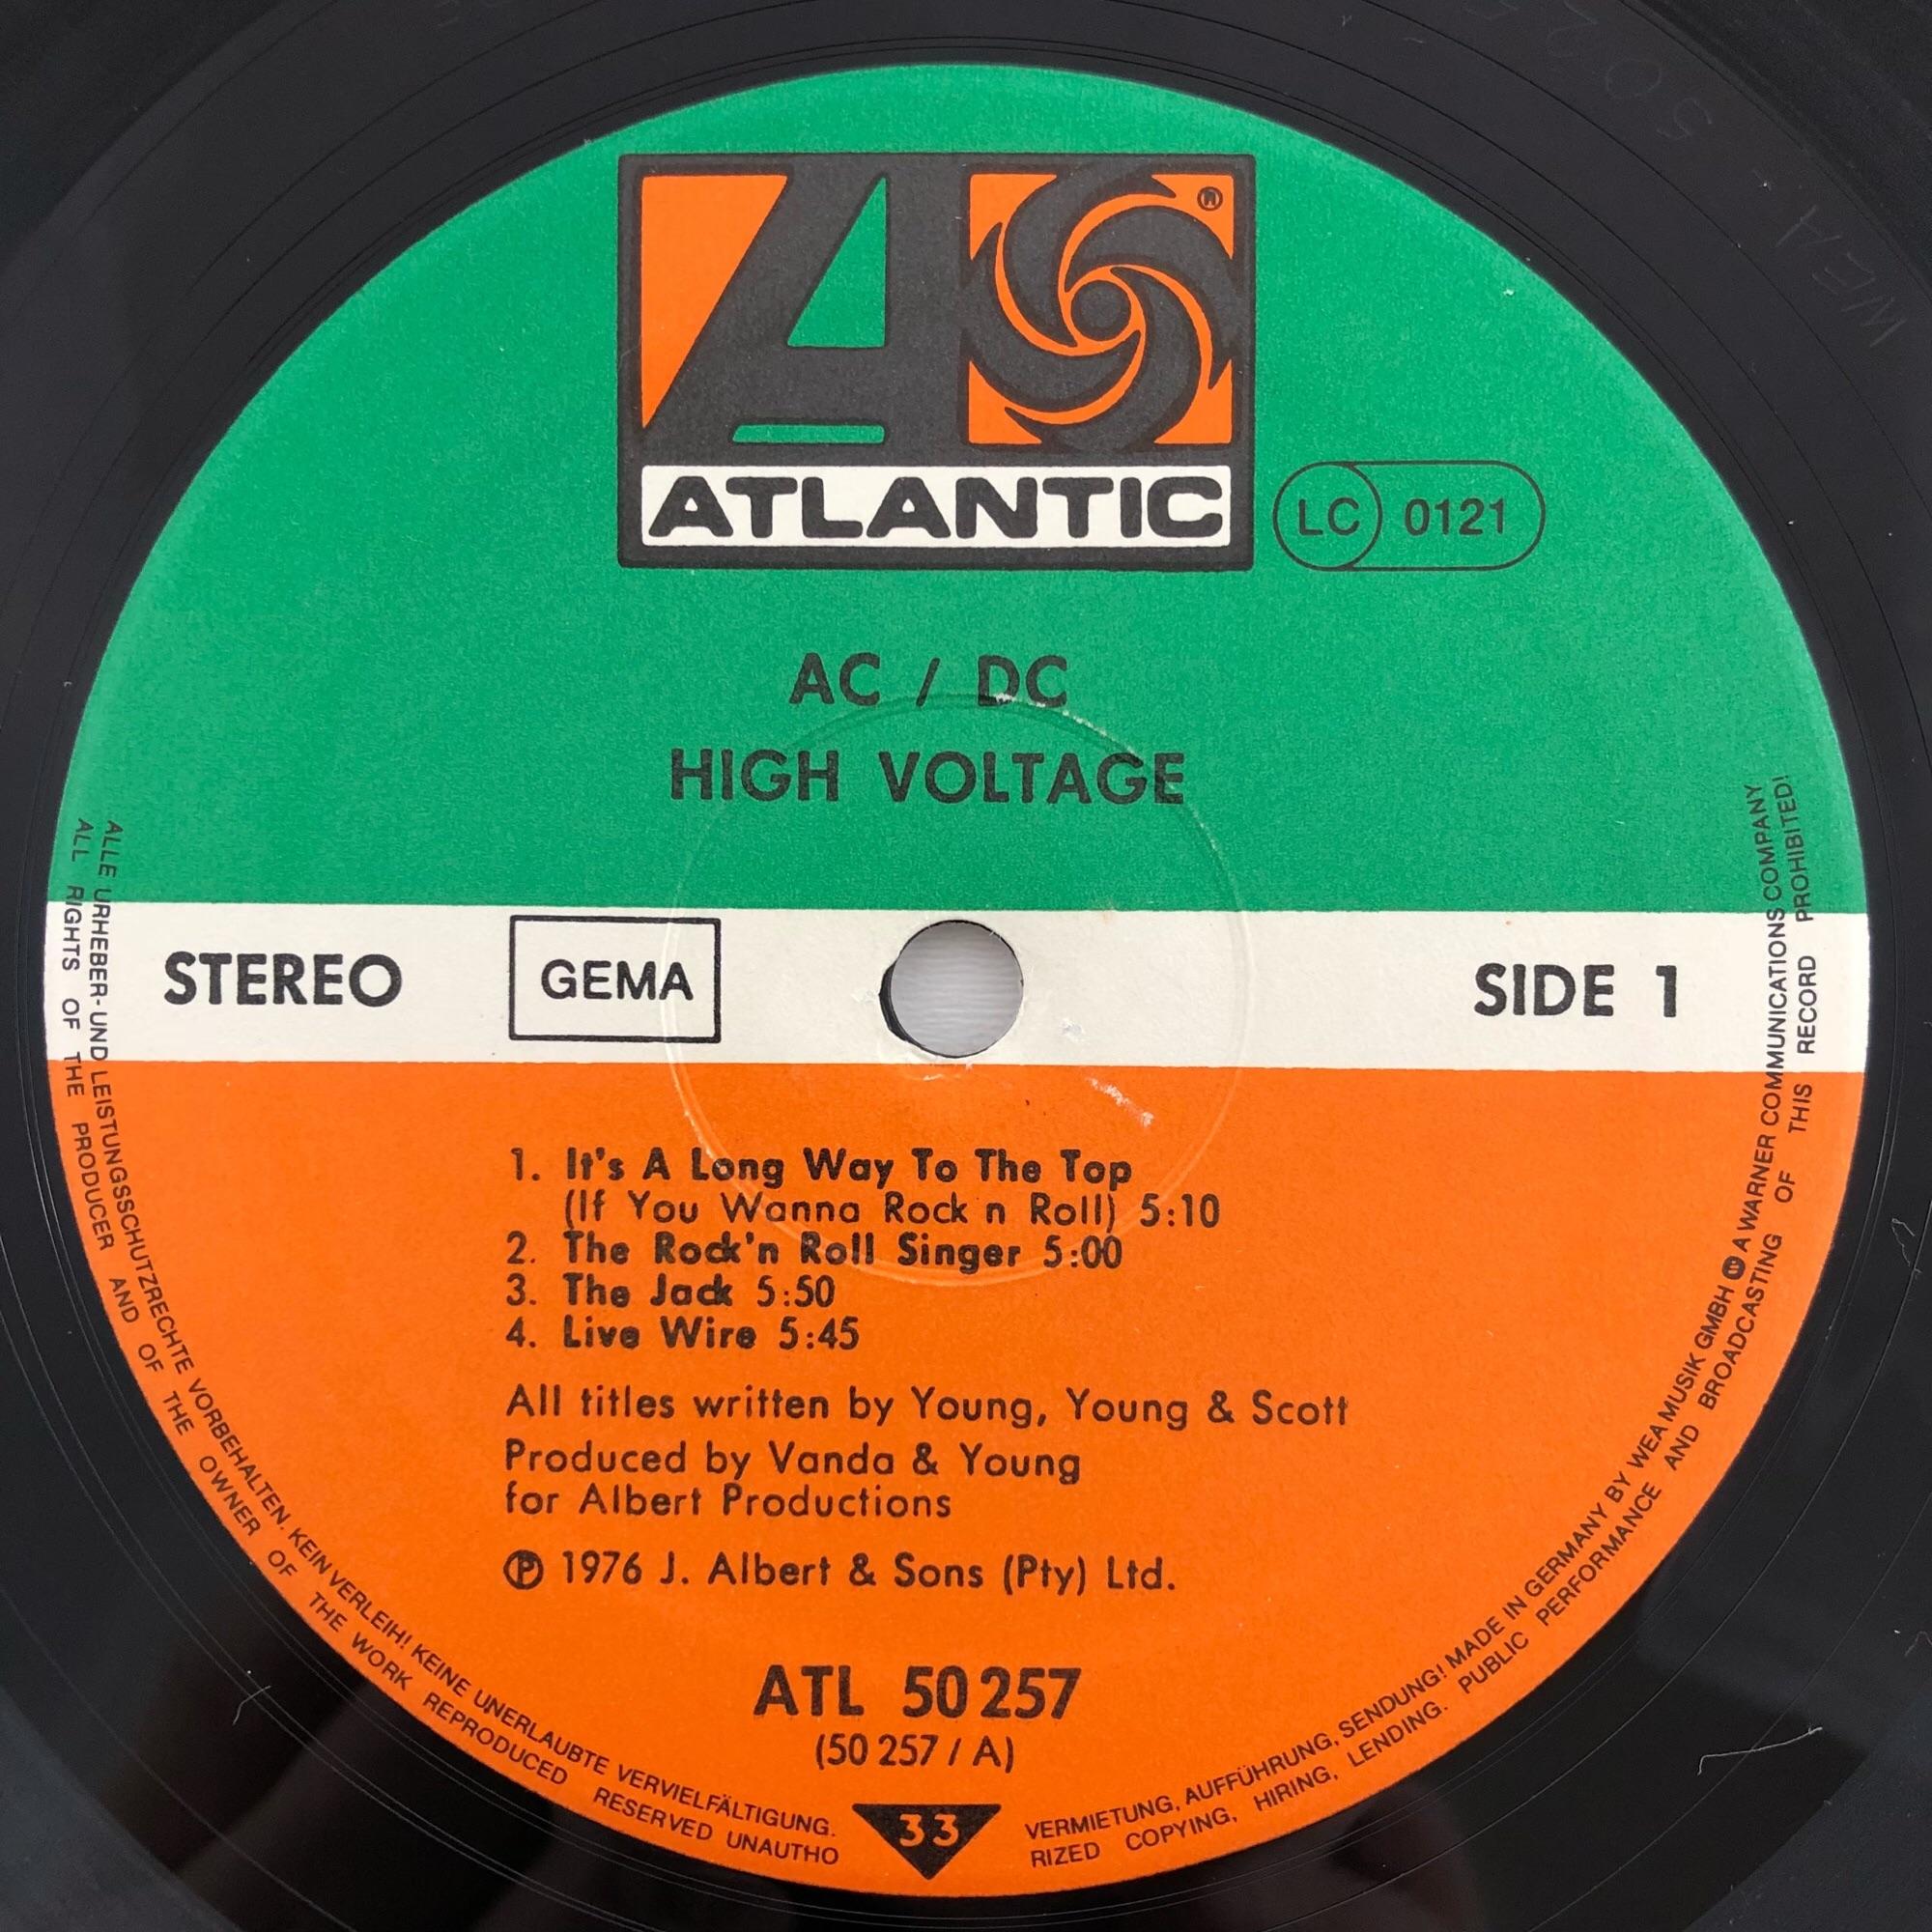 ATLANTIC
®
LC 0121
AC / DC
HIGH VOLTAGE
STEREO
GEMA
SIDE 1
1. It's A Long Way To The Top
(If You Wanna Rock n Roll) 5:10
2. The Rock'n Roll Singer 5:00
3. The Jack 5:50
4. Live Wire 5:45
All titles written by Young, Young & Scott
Produced by Vanda & Young
for Albert Productions
℗ 1976 J. Albert & Sons (Pty) Ltd.
ATL 50 257
(50 257 / A)
33
ALLE URHEBER- UND LEISTUNGSSCHUTZRECHTE VORBEHALTEN. KEIN VERLEIH! KEINE UNERLAUBTE VERVIELFÄLTIGUNG.
VERMIETUNG, AUFFÜHRUNG, SENDUNG! MADE IN GERMANY BY WEA MUSIK GMBH A WARNER COMMUNICATIONS COMPANY
ALL RIGHTS OF THE PRODUCER AND OF THE OWNER OF THE WORK REPRODUCED RESERVED UNAUTHO
RIZED COPYING, HIRING, LENDING. PUBLIC PERFORMANCE AND BROADCASTING OF THIS RECORD PROHIBITED!
WEA